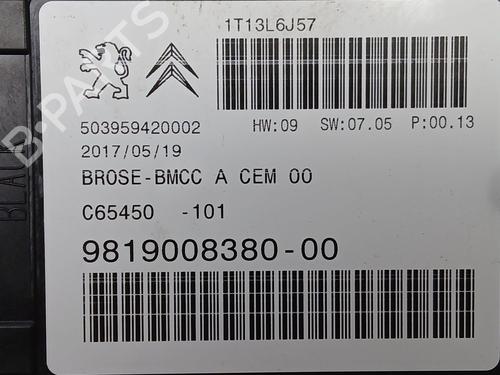 1T13L6J57
503959420002
HW:09 SW:07.05 P:00.13
2017/05/19
BROSE-BMCC A CEM 00
C65450 -101
9819008380-00
B-PARTS